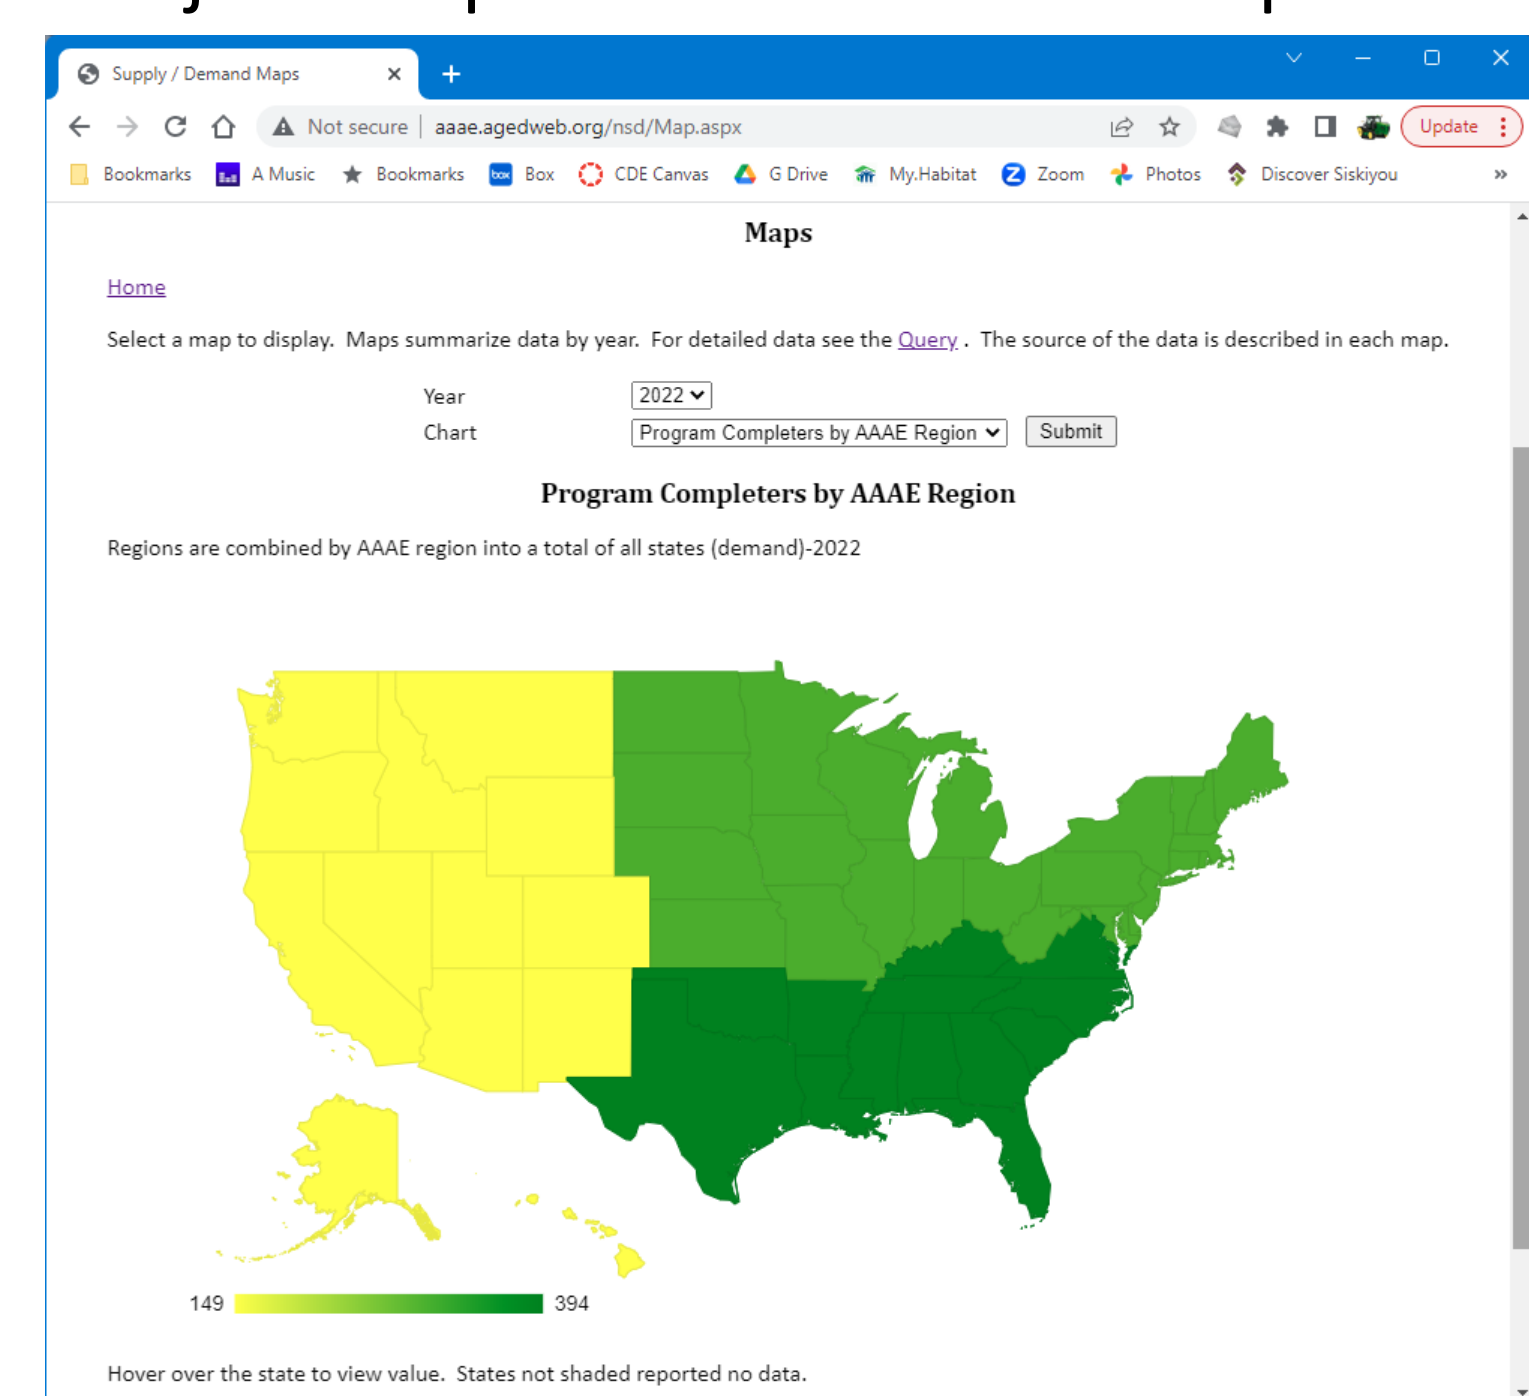 Supply / Demand Maps
Not secure | aaae.agedweb.org/nsd/Map.aspx
Update
Bookmarks A Music Bookmarks box Box CDE Canvas G Drive My.Habitat Zoom Photos Discover Siskiyou »
Maps
Home
Select a map to display. Maps summarize data by year. For detailed data see the Query . The source of the data is described in each map.
Year 2022
Chart Program Completers by AAAE Region Submit
Program Completers by AAAE Region
Regions are combined by AAAE region into a total of all states (demand)-2022
149 394
Hover over the state to view value. States not shaded reported no data.